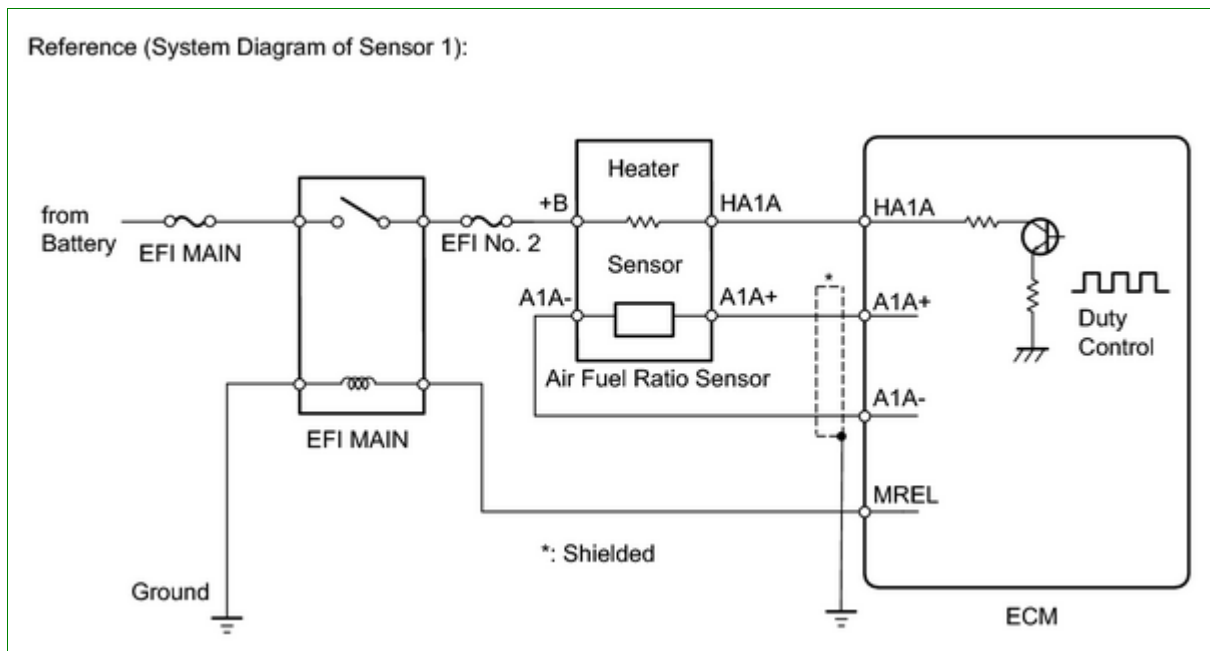 Reference (System Diagram of Sensor 1):
Heater
from
Battery
EFI MAIN
EFI No. 2
+B
HA1A
HA1A
Sensor
A1A-
A1A+
*
A1A+
Duty
Control
Air Fuel Ratio Sensor
A1A-
EFI MAIN
MREL
*: Shielded
Ground
ECM